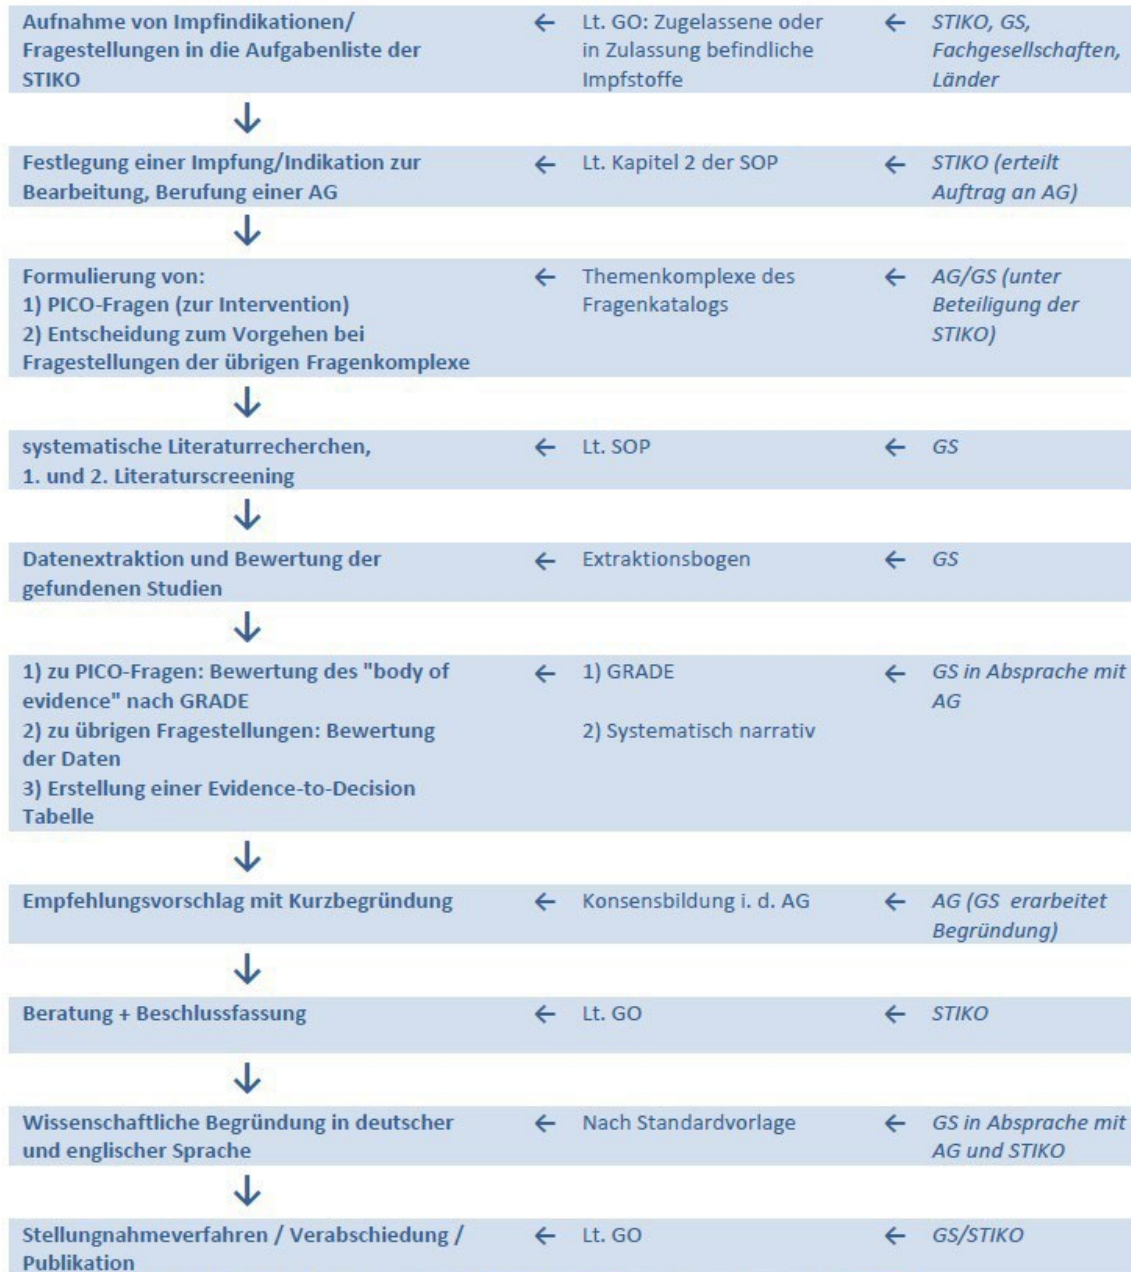 Aufnahme von Impfindikationen/ ← Lt. GO: Zugelassene oder ← STIKO, GS,
Fragestellungen in die Aufgabenliste der in Zulassung befindliche Fachgesellschaften,
STIKO Impfstoffe Länder
↓
Festlegung einer Impfung/Indikation zur ← Lt. Kapitel 2 der SOP ← STIKO (erteilt
Bearbeitung, Berufung einer AG Auftrag an AG)
↓
Formulierung von: ← Themenkomplexe des ← AG/GS (unter
1) PICO-Fragen (zur Intervention) Fragenkatalogs Beteiligung der
2) Entscheidung zum Vorgehen bei STIKO)
Fragestellungen der übrigen Fragenkomplexe
↓
systematische Literaturrecherchen, ← Lt. SOP ← GS
1. und 2. Literaturscreening
↓
Datenextraktion und Bewertung der ← Extraktionsbogen ← GS
gefundenen Studien
↓
1) zu PICO-Fragen: Bewertung des "body of ← 1) GRADE ← GS in Absprache mit
evidence" nach GRADE AG
2) zu übrigen Fragestellungen: Bewertung 2) Systematisch narrativ
der Daten
3) Erstellung einer Evidence-to-Decision
Tabelle
↓
Empfehlungsvorschlag mit Kurzbegründung ← Konsensbildung i. d. AG ← AG (GS erarbeitet
Begründung)
↓
Beratung + Beschlussfassung ← Lt. GO ← STIKO
↓
Wissenschaftliche Begründung in deutscher ← Nach Standardvorlage ← GS in Absprache mit
und englischer Sprache AG und STIKO
↓
Stellungnahmeverfahren / Verabschiedung / ← Lt. GO ← GS/STIKO
Publikation